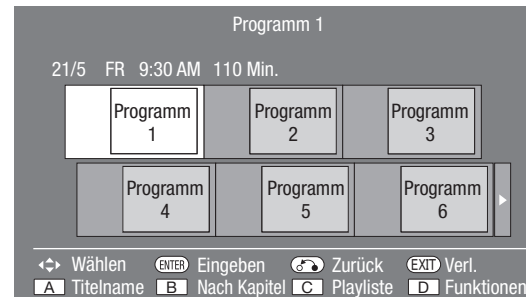 Programm 1
21/5 FR 9:30 AM 110 Min.
Programm 1 Programm 2 Programm 3
Programm 4 Programm 5 Programm 6
Wählen ENTER Eingeben Zurück EXIT Verl.
A Titelname B Nach Kapitel C Playliste D Funktionen